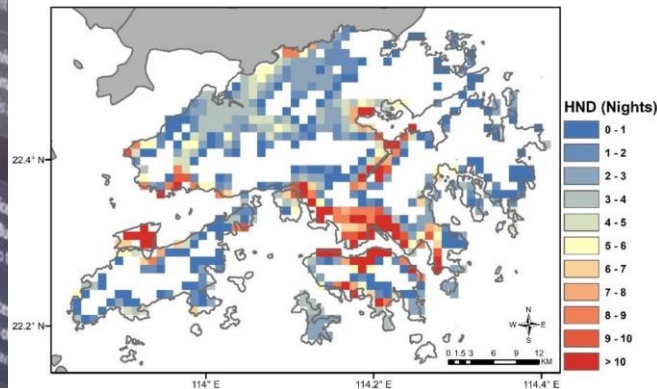 HND (Nights)
0 - 1
1 - 2
2 - 3
3 - 4
4 - 5
5 - 6
6 - 7
7 - 8
8 - 9
9 - 10
> 10
22.4°N
22.2°N
N
W E
S
0 1.5 3 6 9 12
KM
114°E
114.2°E
114.4°E